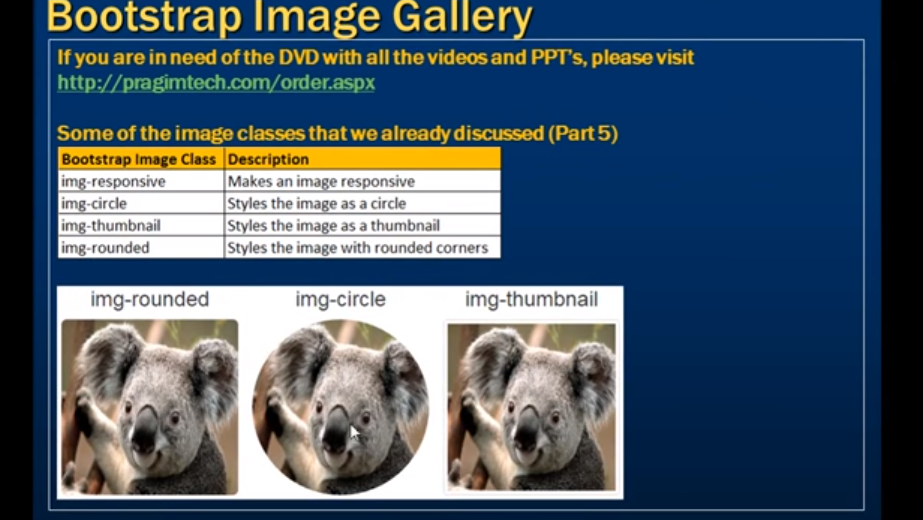 Bootstrap Image Gallery
If you are in need of the DVD with all the videos and PPT's, please visit
http://pragimtech.com/order.aspx
Some of the image classes that we already discussed (Part 5)
Bootstrap Image Class Description
img-responsive Makes an image responsive
img-circle Styles the image as a circle
img-thumbnail Styles the image as a thumbnail
img-rounded Styles the image with rounded corners
img-rounded img-circle img-thumbnail